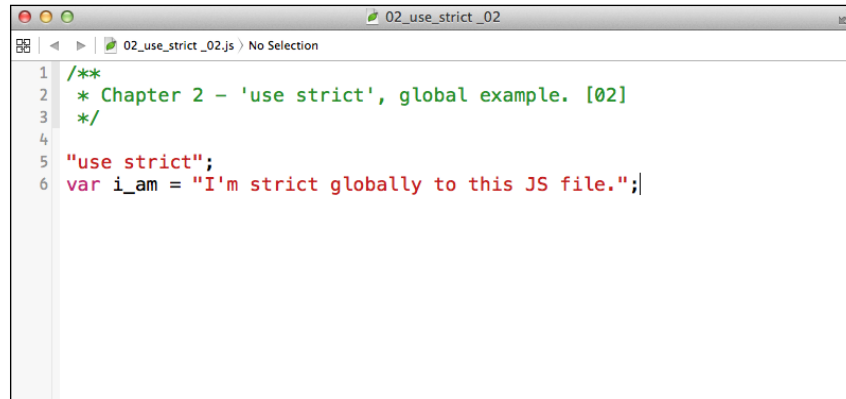 02_use_strict _02
02_use_strict _02.js 〉 No Selection
1 /**
2  * Chapter 2 – 'use strict', global example. [02]
3  */
4
5 "use strict";
6 var i_am = "I'm strict globally to this JS file.";